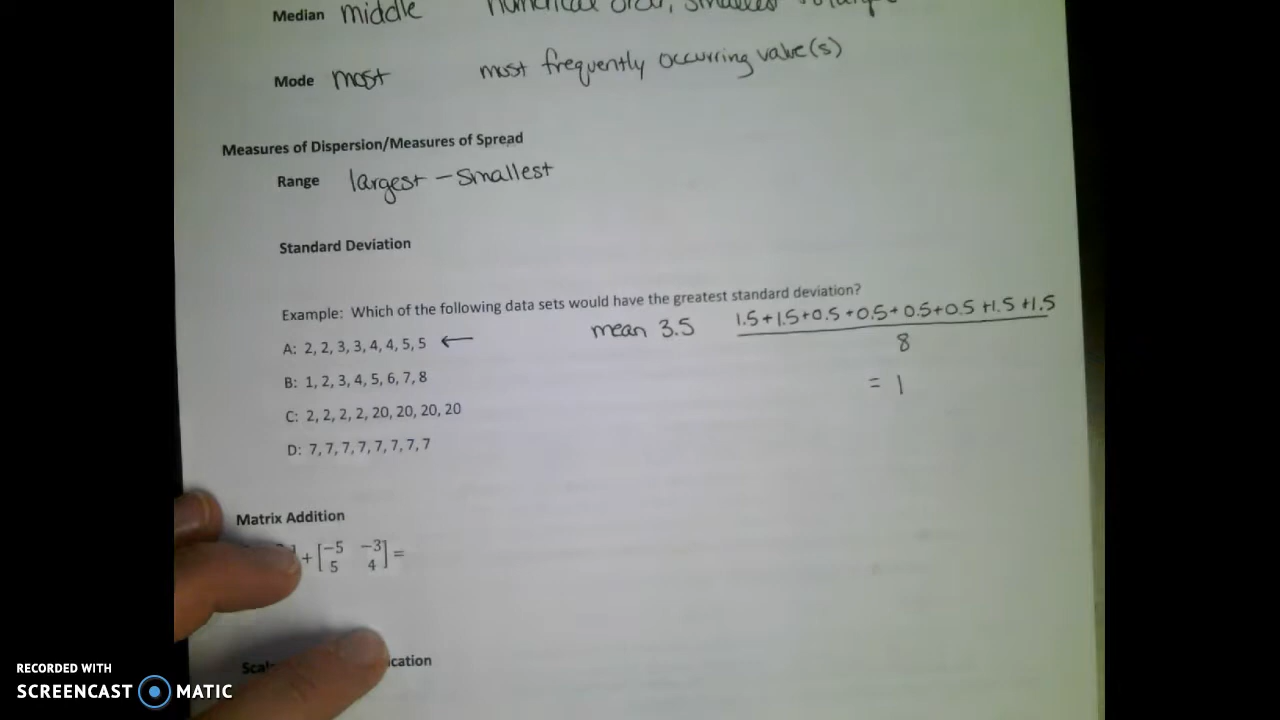 Median middle numerical order, smallest to largest
Mode most most frequently occurring value(s)
Measures of Dispersion/Measures of Spread
Range largest - smallest
Standard Deviation
Example: Which of the following data sets would have the greatest standard deviation?
mean 3.5 1.5+1.5+0.5+0.5+0.5+0.5+1.5+1.5
A: 2, 2, 3, 3, 4, 4, 5, 5 ←
8
B: 1, 2, 3, 4, 5, 6, 7, 8
= 1
C: 2, 2, 2, 2, 20, 20, 20, 20
D: 7, 7, 7, 7, 7, 7, 7, 7
Matrix Addition
+ [-5 -3] =
5 4
RECORDED WITH
SCREENCAST MATIC